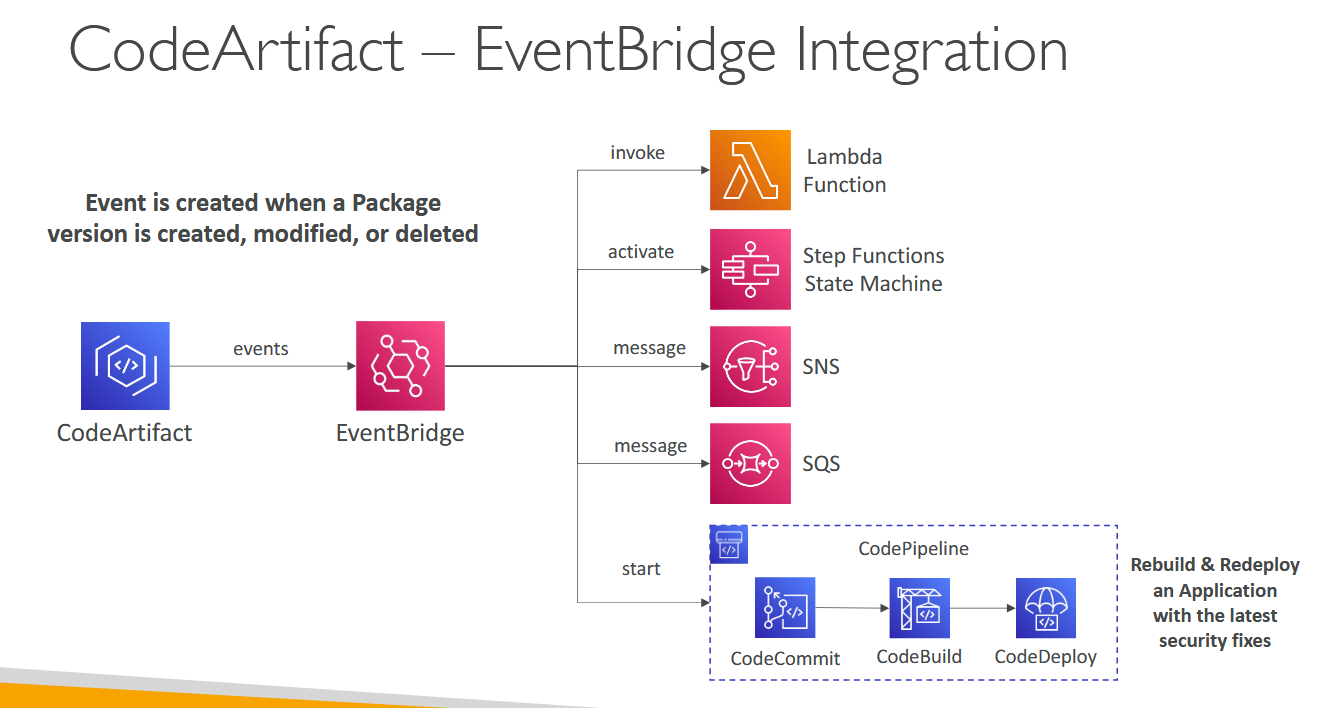 CodeArtifact – EventBridge Integration
Event is created when a Package
version is created, modified, or deleted
CodeArtifact
events
EventBridge
invoke
Lambda
Function
activate
Step Functions
State Machine
message
SNS
message
SQS
start
CodePipeline
CodeCommit
CodeBuild
CodeDeploy
Rebuild & Redeploy
an Application
with the latest
security fixes